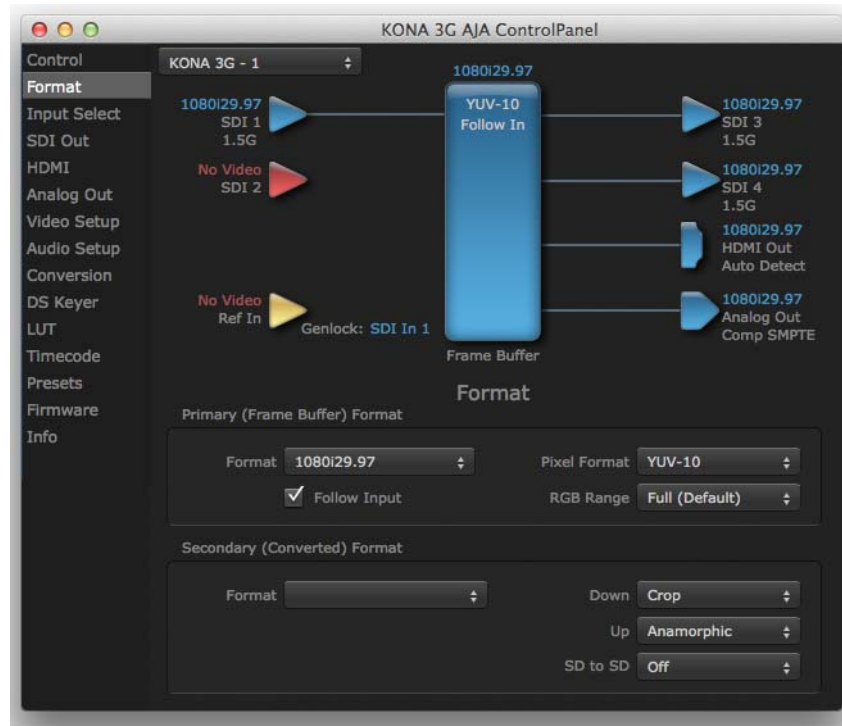 KONA 3G AJA ControlPanel
Control
Format
Input Select
SDI Out
HDMI
Analog Out
Video Setup
Audio Setup
Conversion
DS Keyer
LUT
Timecode
Presets
Firmware
Info
KONA 3G - 1
1080i29.97
SDI 1
1.5G
No Video
SDI 2
No Video
Ref In
Genlock: SDI In 1
1080i29.97
YUV-10
Follow In
Frame Buffer
1080i29.97
SDI 3
1.5G
1080i29.97
SDI 4
1.5G
1080i29.97
HDMI Out
Auto Detect
1080i29.97
Analog Out
Comp SMPTE
Format
Primary (Frame Buffer) Format
Format 1080i29.97
Follow Input
Pixel Format YUV-10
RGB Range Full (Default)
Secondary (Converted) Format
Format
Down Crop
Up Anamorphic
SD to SD Off